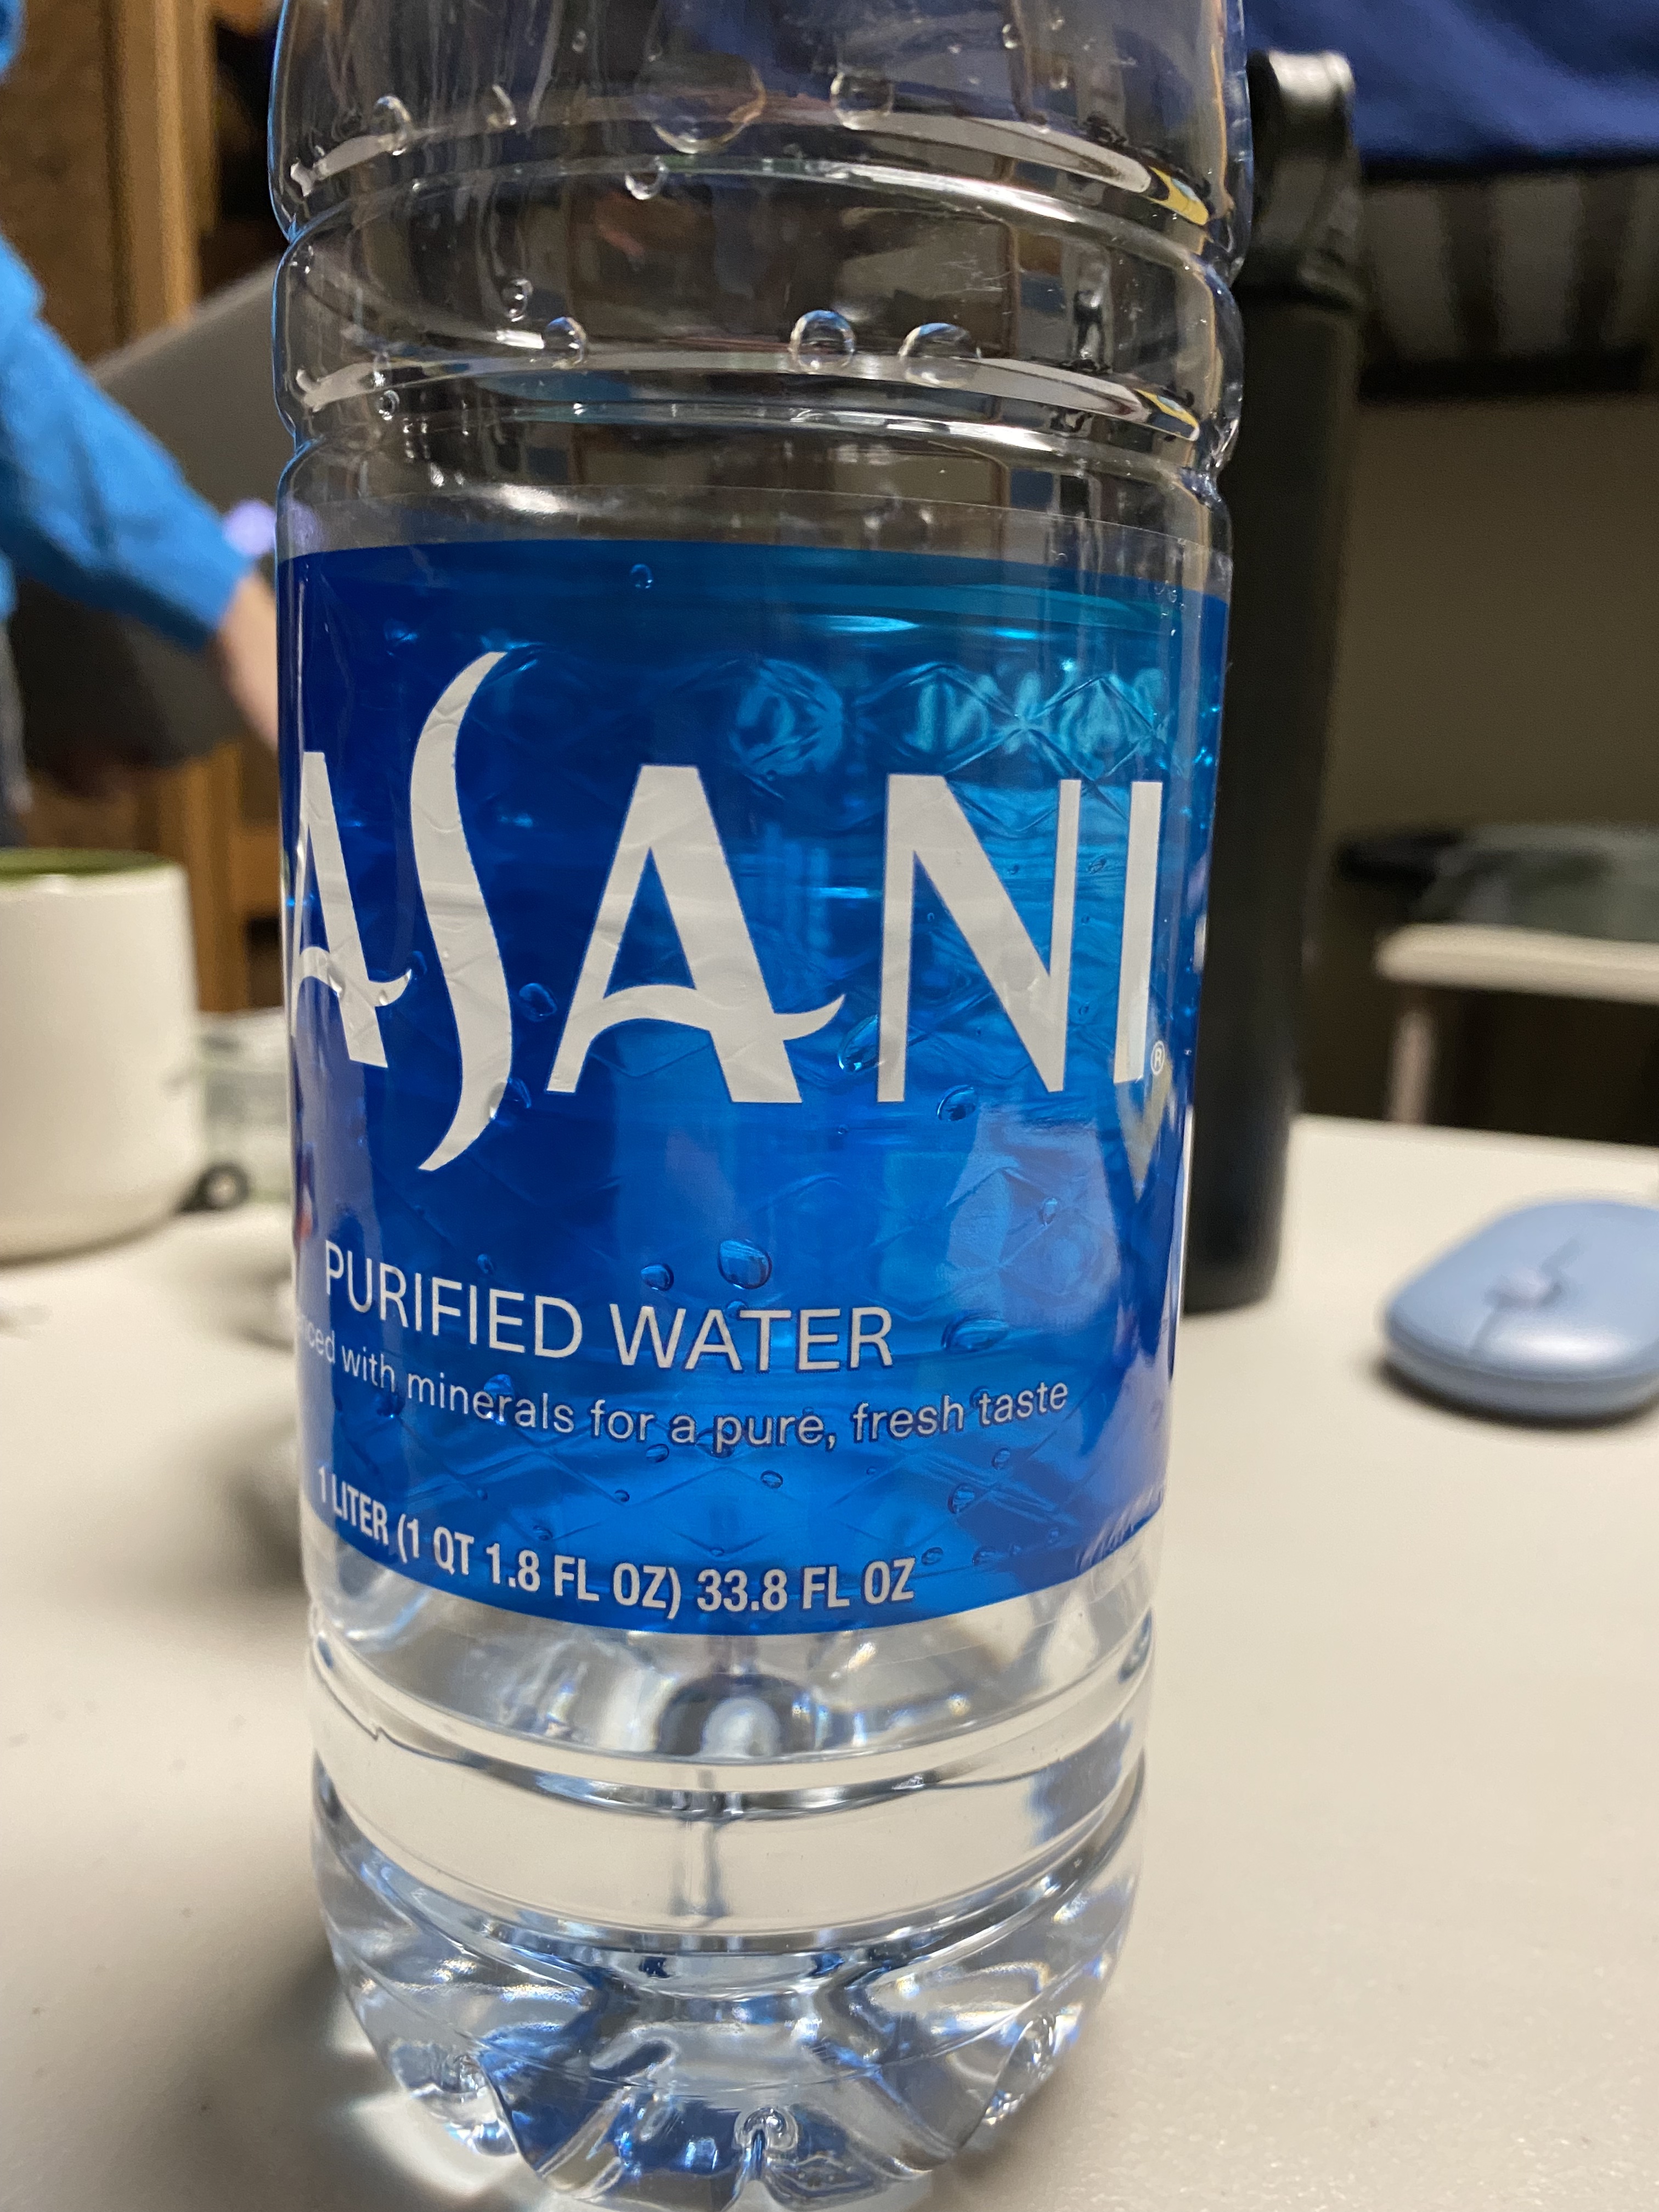 ASANI®
PURIFIED WATER
nced with minerals for a pure, fresh taste
1 LITER (1 QT 1.8 FL OZ) 33.8 FL OZ